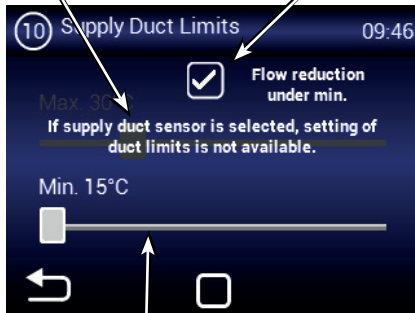 10 Supply Duct Limits 09:46
Flow reduction
under min.
Max. 30°C
If supply duct sensor is selected, setting of
duct limits is not available.
Min. 15°C